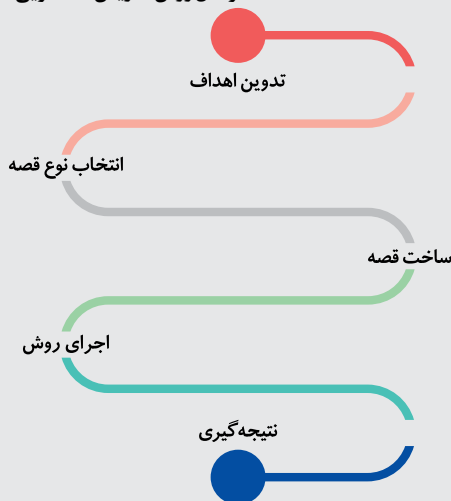 تدوین اهداف
انتخاب نوع قصه
ساخت قصه
اجرای روش
نتیجه‌گیری